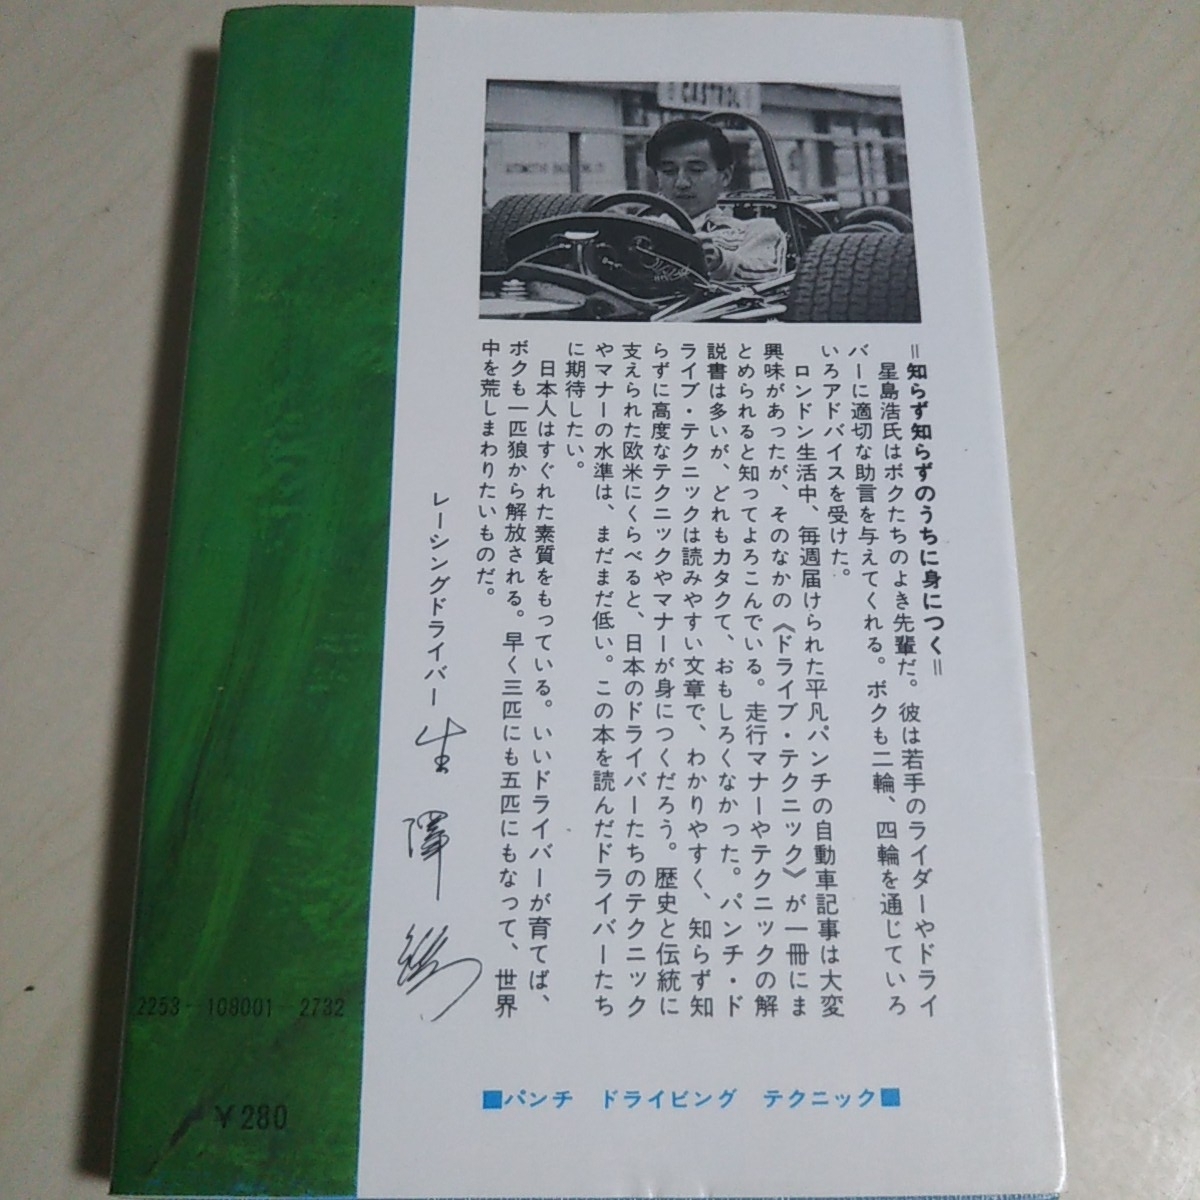 CASTROL
＝知らず知らずのうちに身につく＝
星島浩氏はボクたちのよき先輩だ。彼は若手のライダーやドライ
バーに適切な助言を与えてくれる。ボクも二輪、四輪を通じていろ
いろアドバイスを受けた。
ロンドン生活中、毎週届けられた平凡パンチの自動車記事は大変
興味があったが、そのなかの《ドライブ・テクニック》が一冊にま
とめられると知ってよろこんでいる。走行マナーやテクニックの解
説書は多いが、どれもカタクて、おもしろくなかった。パンチ・ド
ライブ・テクニックは読みやすい文章で、わかりやすく、知らず知
らずに高度なテクニックやマナーが身につくだろう。歴史と伝統に
支えられた欧米にくらべると、日本のドライバーたちのテクニック
やマナーの水準は、まだまだ低い。この本を読んだドライバーたち
に期待したい。
日本人はすぐれた素質をもっている。いいドライバーが育てば、
ボクも一匹狼から解放される。早く三匹にも五匹にもなって、世界
中を荒しまわりたいものだ。
レーシングドライバー 生澤徹
2253-108001-2732
¥280
■パンチ ドライビング テクニック■